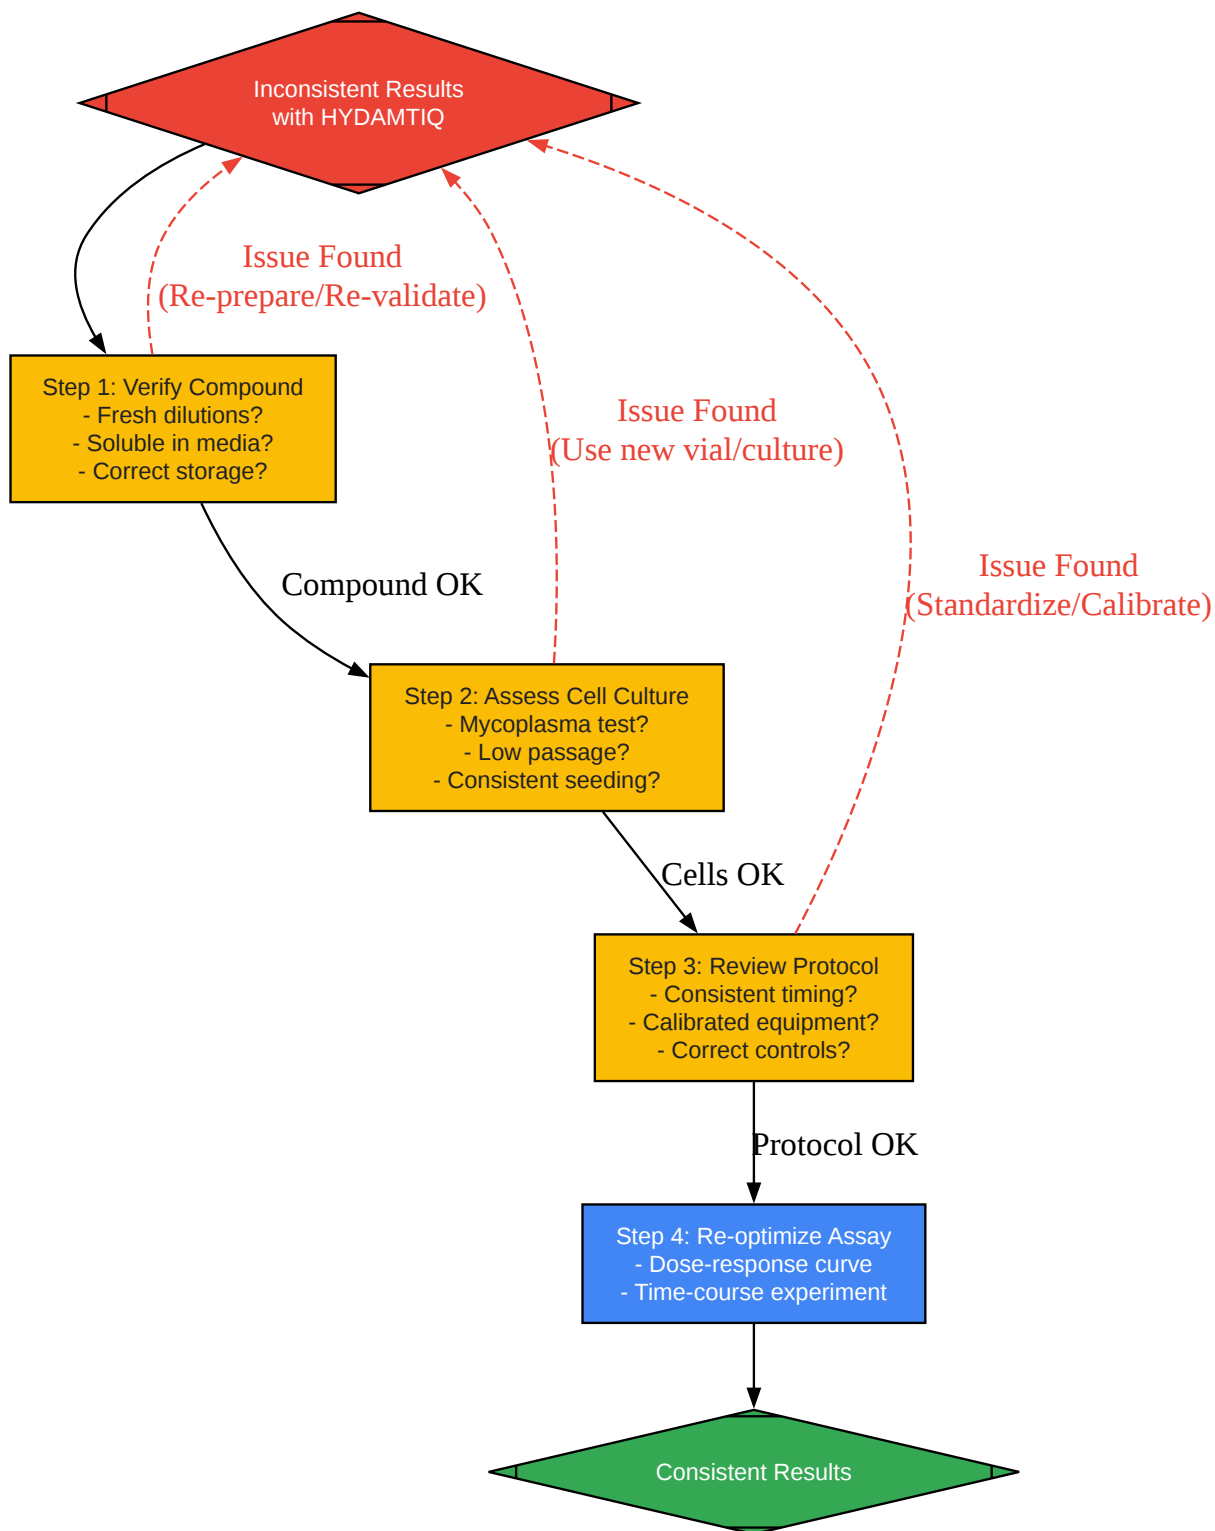 Inconsistent Results
with HYDAMTIQ
Issue Found
(Re-prepare/Re-validate)
Step 1: Verify Compound
- Fresh dilutions?
- Soluble in media?
- Correct storage?
Issue Found
(Use new vial/culture)
Compound OK
Issue Found
(Standardize/Calibrate)
Step 2: Assess Cell Culture
- Mycoplasma test?
- Low passage?
- Consistent seeding?
Cells OK
Step 3: Review Protocol
- Consistent timing?
- Calibrated equipment?
- Correct controls?
Protocol OK
Step 4: Re-optimize Assay
- Dose-response curve
- Time-course experiment
Consistent Results